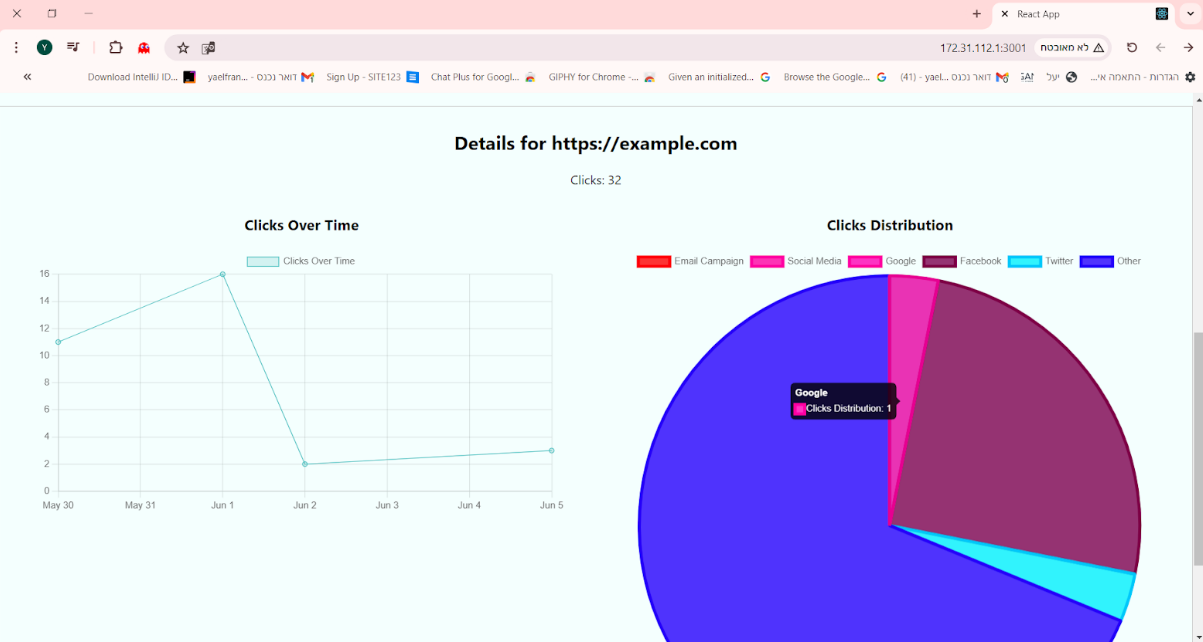 React App
Y
172.31.112.1:3001
לא מאובטח
Download IntelliJ ID...
דואר נכנס - yaelfran...
Sign Up - SITE123
Chat Plus for Googl...
GIPHY for Chrome -...
Given an initialized...
Browse the Google...
דואר נכנס (41) - yael...
יעל
הגדרות - התאמה אי...
Details for https://example.com
Clicks: 32
Clicks Over Time
Clicks Over Time
16
14
12
10
8
6
4
2
0
May 30 May 31 Jun 1 Jun 2 Jun 3 Jun 4 Jun 5
Clicks Distribution
Email Campaign Social Media Google Facebook Twitter Other
Google
Clicks Distribution: 1